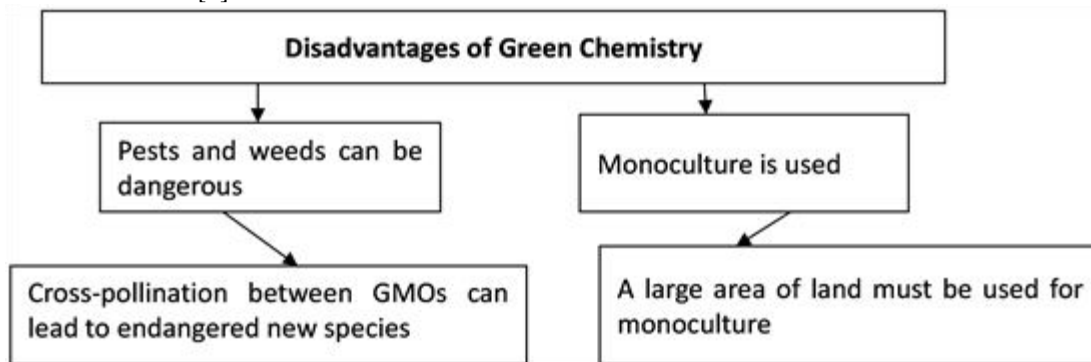 Disadvantages of Green Chemistry
Pests and weeds can be
dangerous
Monoculture is used
Cross-pollination between GMOs can
lead to endangered new species
A large area of land must be used for
monoculture